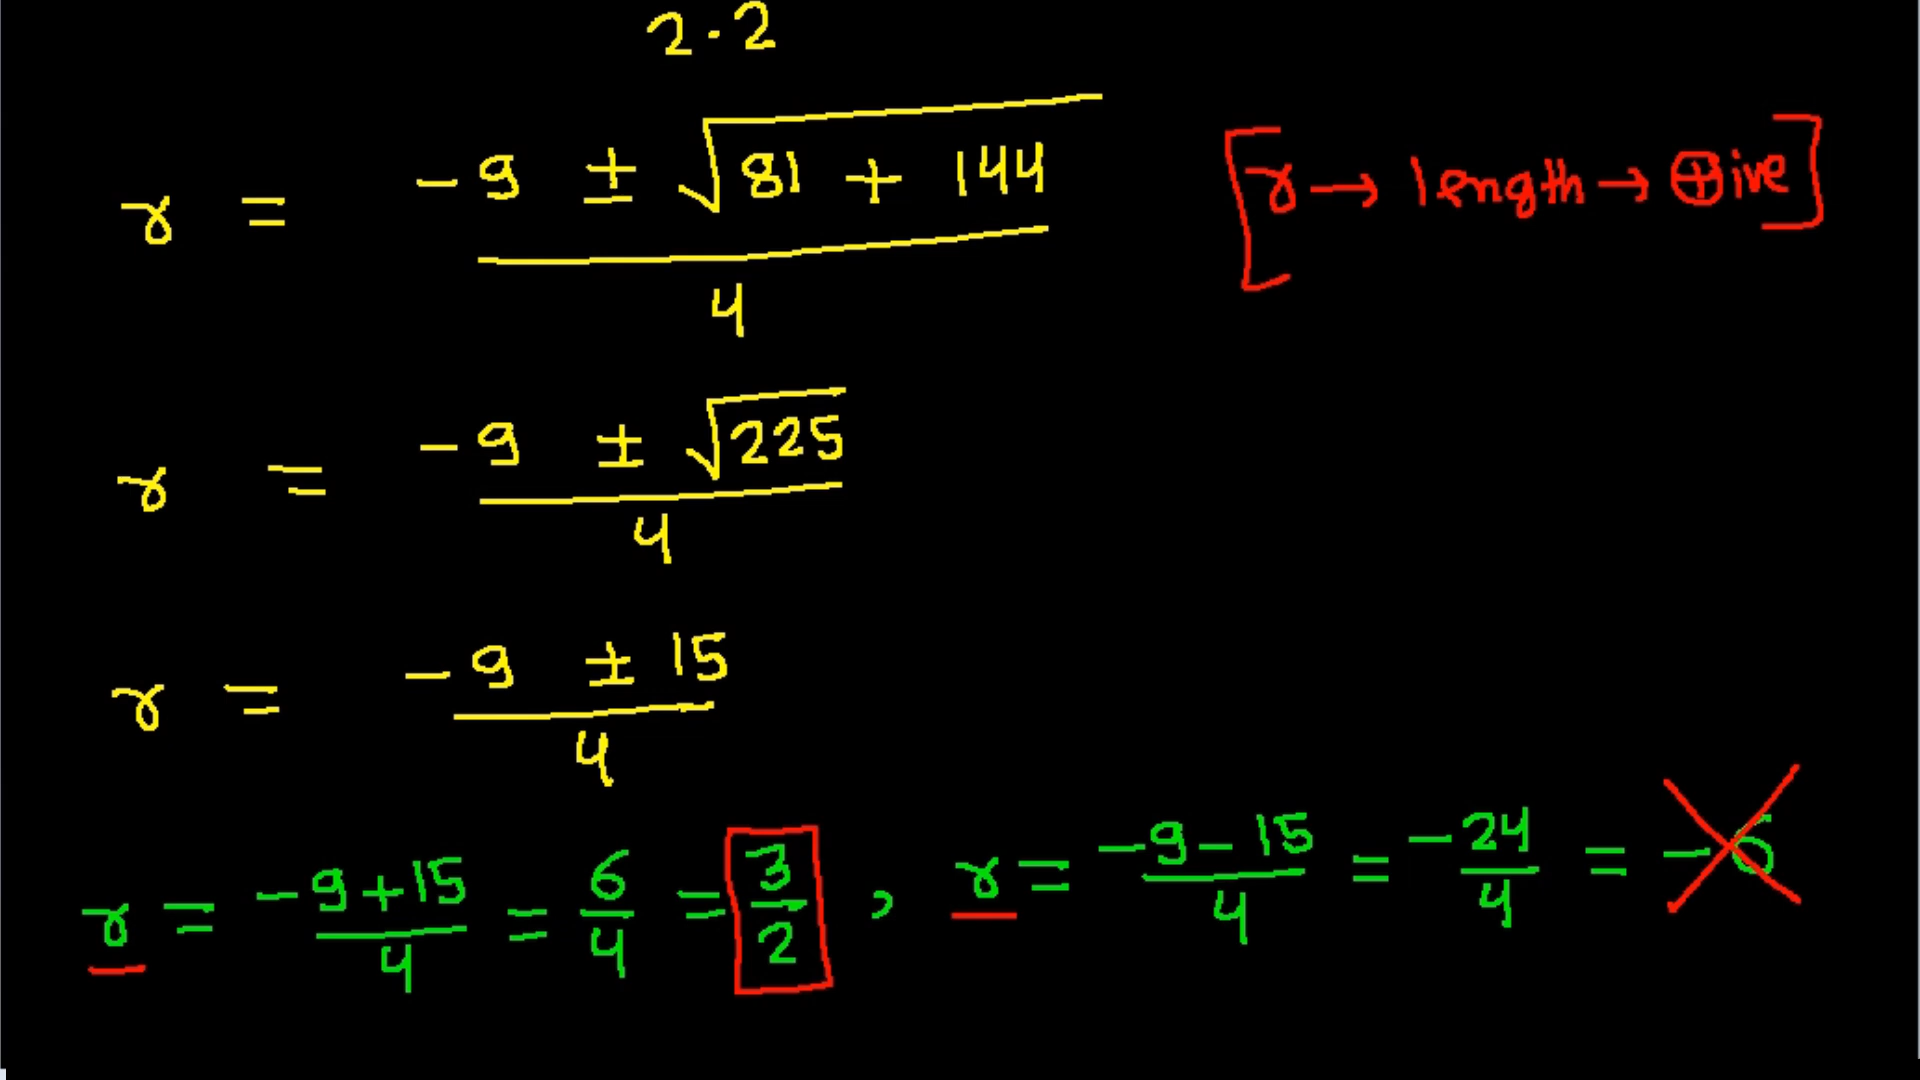 2·2
r = -9 ± √(81 + 144) / 4
[r → length → ⊕ive]
r = -9 ± √225 / 4
r = -9 ± 15 / 4
r = -9+15 / 4 = 6/4 = 3/2 , r = -9-15 / 4 = -24/4 = -6